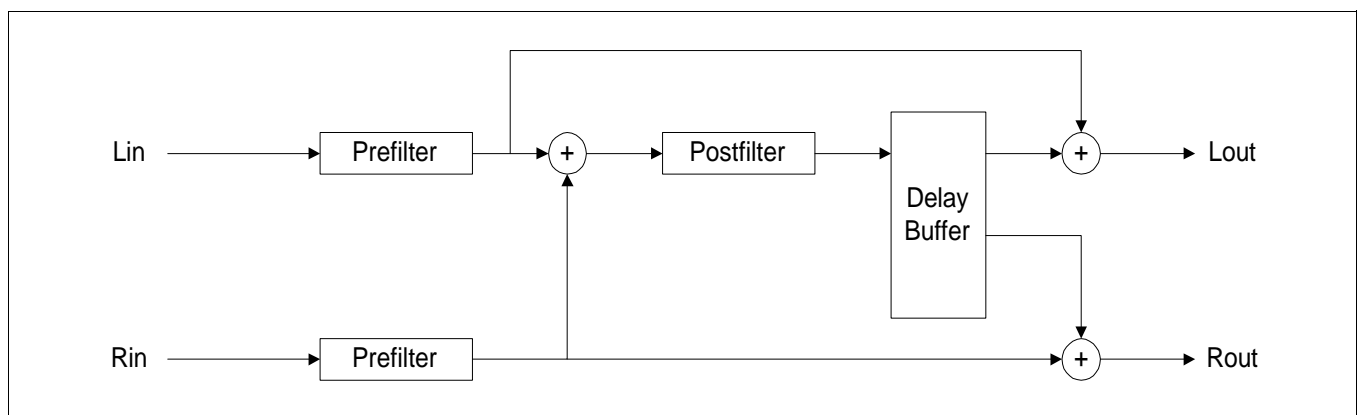 Lin
Prefilter
+
Postfilter
Delay
Buffer
+
Lout
Rin
Prefilter
+
Rout